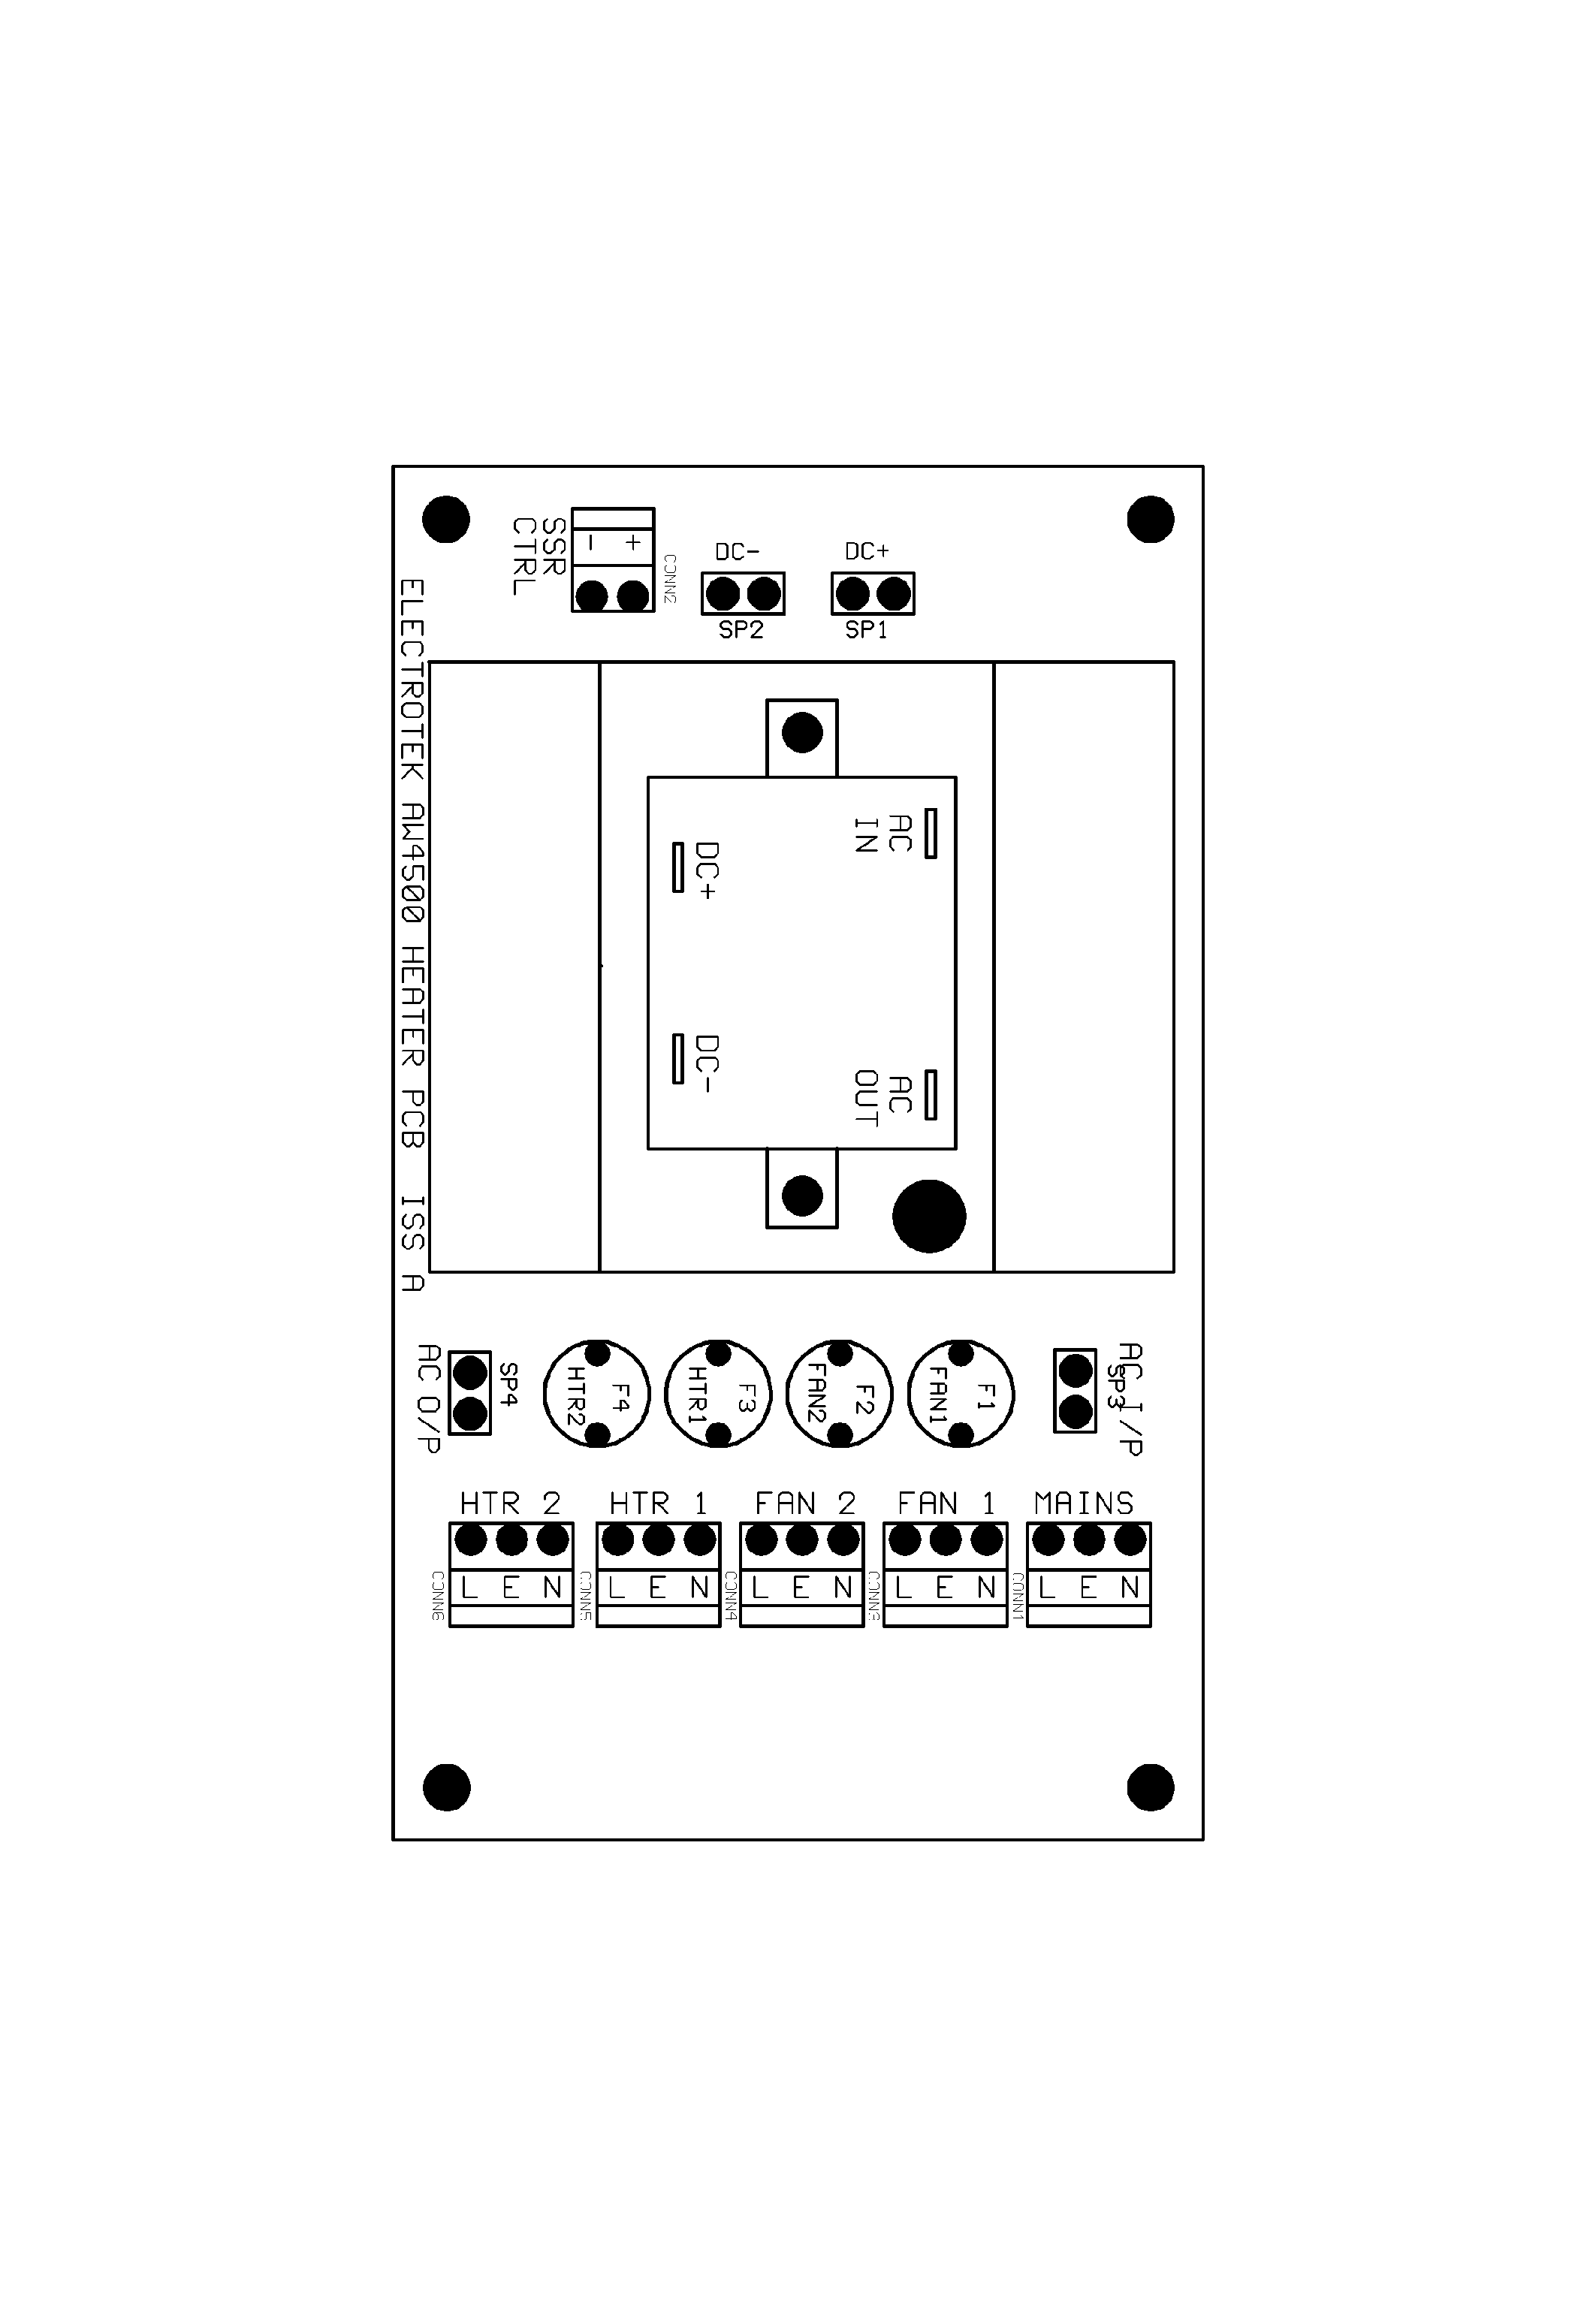 SSR
CTRL
- +
CONN2
DC-
SP2
DC+
SP1
ELECTROTEK AW4500 HEATER PCB ISS A
AC
IN
DC+
DC-
AC
OUT
AC O/P
SP4
F4
HTR2
F3
HTR1
F2
FAN2
F1
FAN1
SP3
AC I/P
HTR 2
HTR 1
FAN 2
FAN 1
MAINS
CONN6
L E N
CONN5
L E N
CONN4
L E N
CONN3
L E N
CONN1
L E N